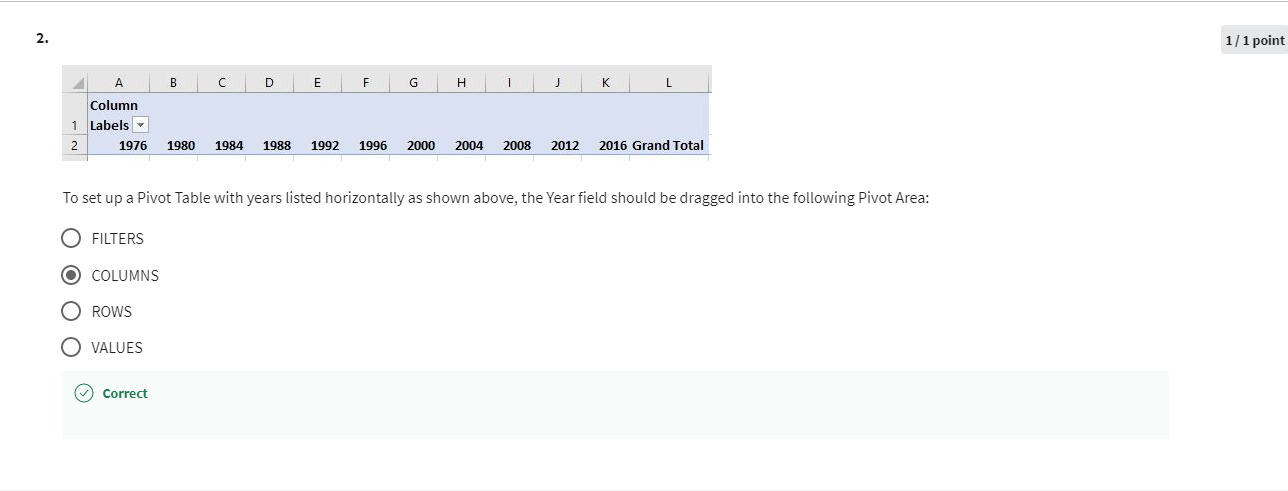 2.
1 / 1 point
A B C D E F G H I J K L
Column
1 Labels
2 1976 1980 1984 1988 1992 1996 2000 2004 2008 2012 2016 Grand Total
To set up a Pivot Table with years listed horizontally as shown above, the Year field should be dragged into the following Pivot Area:
FILTERS
COLUMNS
ROWS
VALUES
Correct